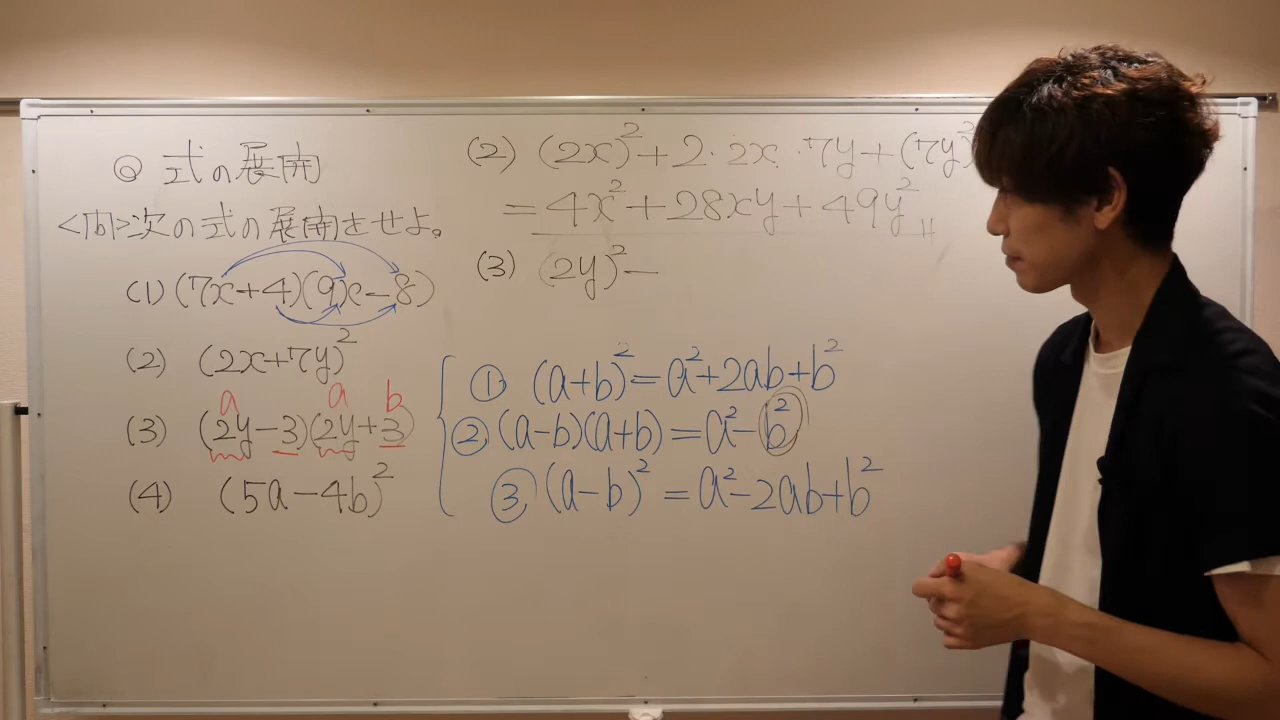 ◎ 式の展開
<問>次の式の展開をせよ。
(1) (7x+4)(9x-8)
(2) (2x+7y)²
a a b
(3) (2y-3)(2y+3)
(4) (5a-4b)²
(2) (2x)²+2·2x·7y+(7y)²
=4x²+28xy+49y²
(3) (2y)²-
① (a+b)²=a²+2ab+b²
② (a-b)(a+b)=a²-b²
③ (a-b)²=a²-2ab+b²